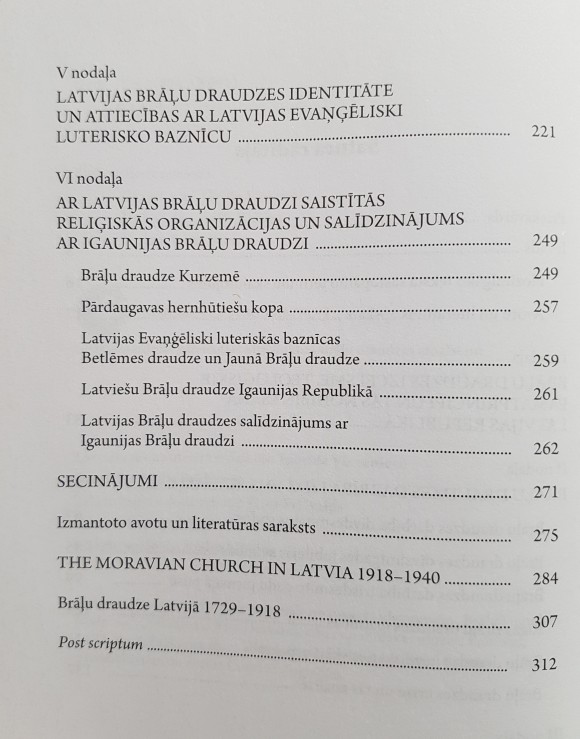 V nodaļa
LATVIJAS BRĀĻU DRAUDZES IDENTITĀTE
UN ATTIECĪBAS AR LATVIJAS EVAŅĢĒLISKI
LUTERISKO BAZNĪCU ........ 221
VI nodaļa
AR LATVIJAS BRĀĻU DRAUDZI SAISTĪTĀS
RELIĢISKĀS ORGANIZĀCIJAS UN SALĪDZINĀJUMS
AR IGAUNIJAS BRĀĻU DRAUDZI ........ 249
Brāļu draudze Kurzemē ........ 249
Pārdaugavas hernhūtiešu kopa ........ 257
Latvijas Evaņģēliski luteriskās baznīcas
Betlēmes draudze un Jaunā Brāļu draudze ........ 259
Latviešu Brāļu draudze Igaunijas Republikā ........ 261
Latvijas Brāļu draudzes salīdzinājums ar
Igaunijas Brāļu draudzi ........ 262
SECINĀJUMI ........ 271
Izmantoto avotu un literatūras saraksts ........ 275
THE MORAVIAN CHURCH IN LATVIA 1918–1940 ........ 284
Brāļu draudze Latvijā 1729–1918 ........ 307
Post scriptum ........ 312